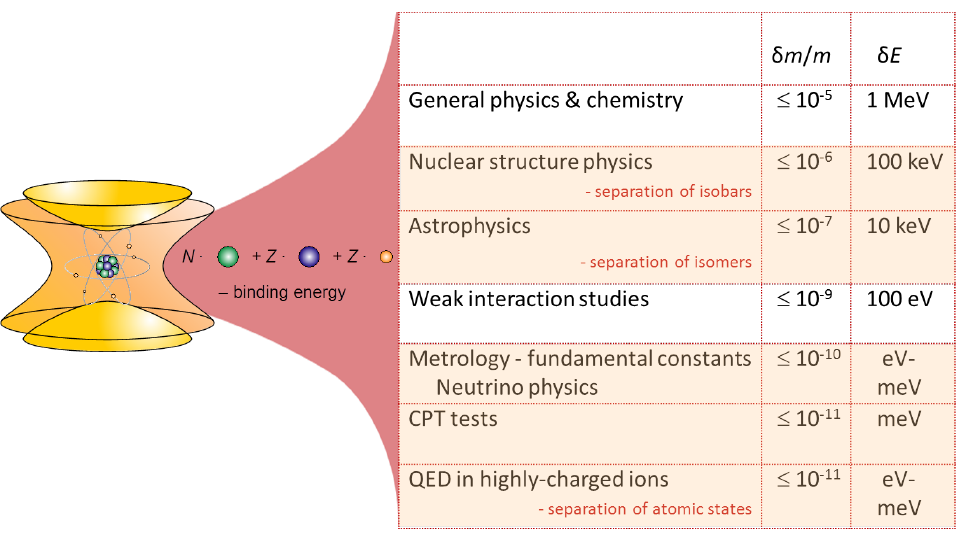 δm/m δE
General physics & chemistry ≤ 10⁻⁵ 1 MeV
Nuclear structure physics ≤ 10⁻⁶ 100 keV
- separation of isobars
Astrophysics ≤ 10⁻⁷ 10 keV
- separation of isomers
N · + Z · + Z ·
– binding energy
Weak interaction studies ≤ 10⁻⁹ 100 eV
Metrology - fundamental constants ≤ 10⁻¹⁰ eV-
Neutrino physics meV
CPT tests ≤ 10⁻¹¹ meV
QED in highly-charged ions ≤ 10⁻¹¹ eV-
- separation of atomic states meV